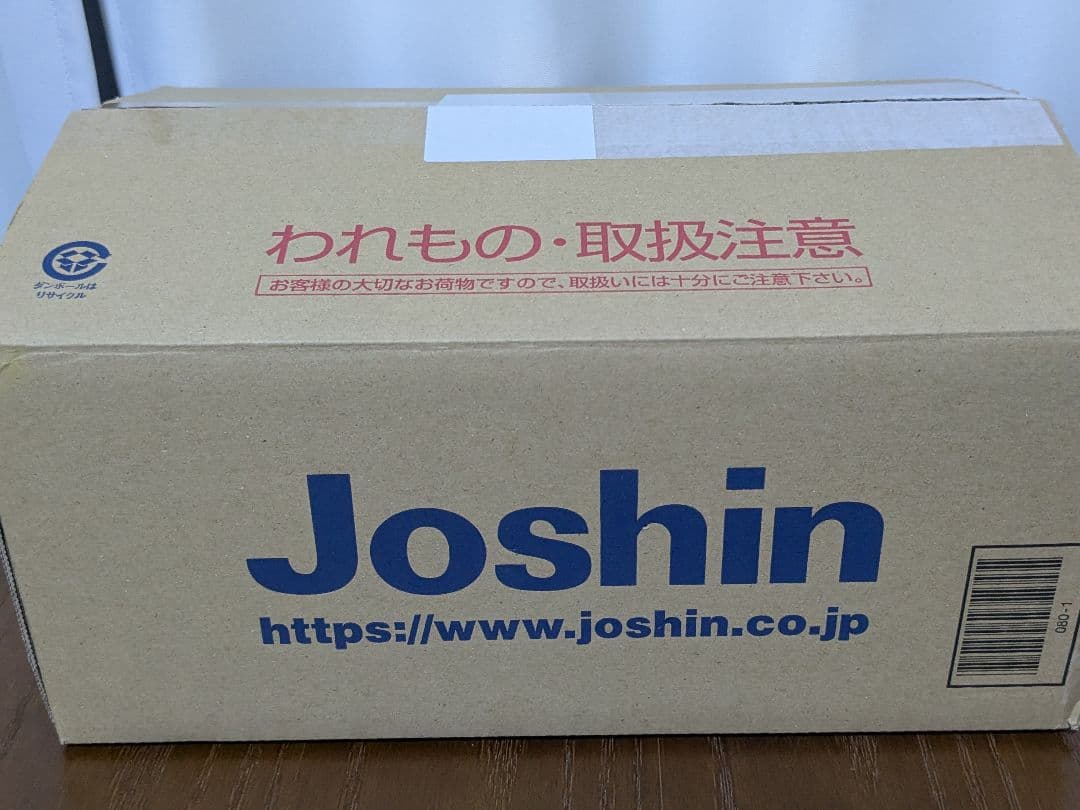 われもの・取扱注意
お客様の大切なお荷物ですので、取扱いには十分にご注意下さい。
ダンボールは
リサイクル
Joshin
https://www.joshin.co.jp
080-1